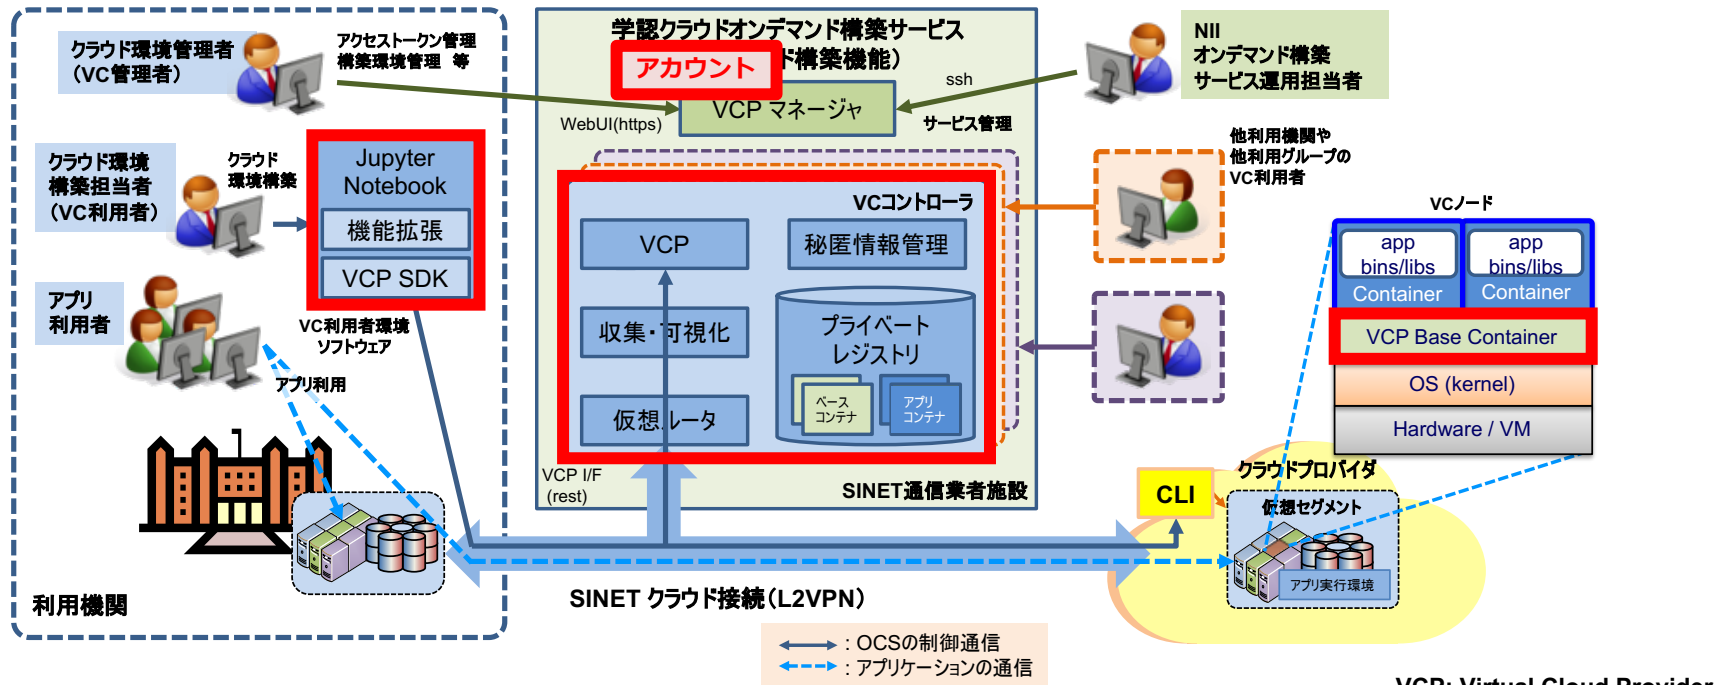 クラウド環境管理者
（VC管理者）
アクセストークン管理
構築環境管理　等
クラウド環境
構築担当者
（VC利用者）
クラウド
環境構築
Jupyter
Notebook
機能拡張
VCP SDK
アプリ
利用者
VC利用者環境
ソフトウェア
アプリ利用
利用機関
学認クラウドオンデマンド構築サービス
ド構築機能）
アカウント
VCP マネージャ
WebUI(https)
ssh
サービス管理
NII
オンデマンド構築
サービス運用担当者
VCコントローラ
VCP
秘匿情報管理
収集・可視化
プライベート
レジストリ
ベース
コンテナ
アプリ
コンテナ
仮想ルータ
VCP I/F
(rest)
SINET通信業者施設
他利用機関や
他利用グループの
VC利用者
VCノード
app
bins/libs
Container
app
bins/libs
Container
VCP Base Container
OS (kernel)
Hardware / VM
クラウドプロバイダ
CLI
仮想セグメント
アプリ実行環境
SINET クラウド接続（L2VPN）
：OCSの制御通信
：アプリケーションの通信
VCP: Virtual Cloud Provider